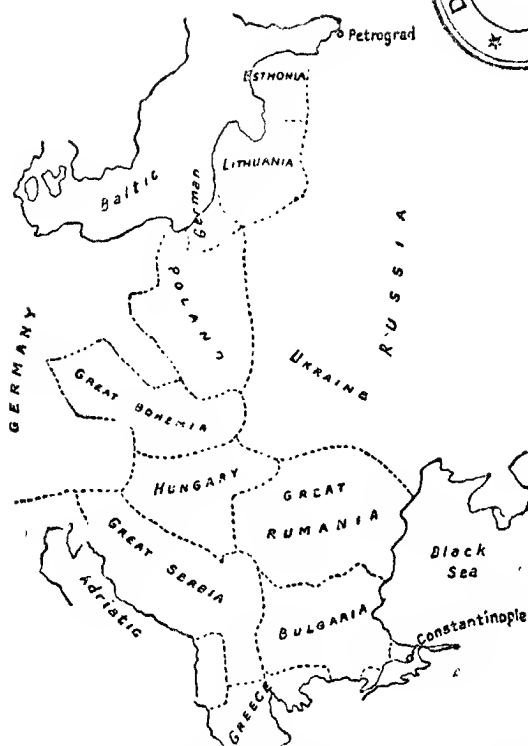 Petrograd
ESTHONIA
LITHUANIA
Baltic
German
POLAND
RUSSIA
GERMANY
UKRAINE
GREAT BOHEMIA
HUNGARY
GREAT
RUMANIA
GREAT SERBIA
Black
Sea
Adriatic
BULGARIA
Constantinople
GREECE